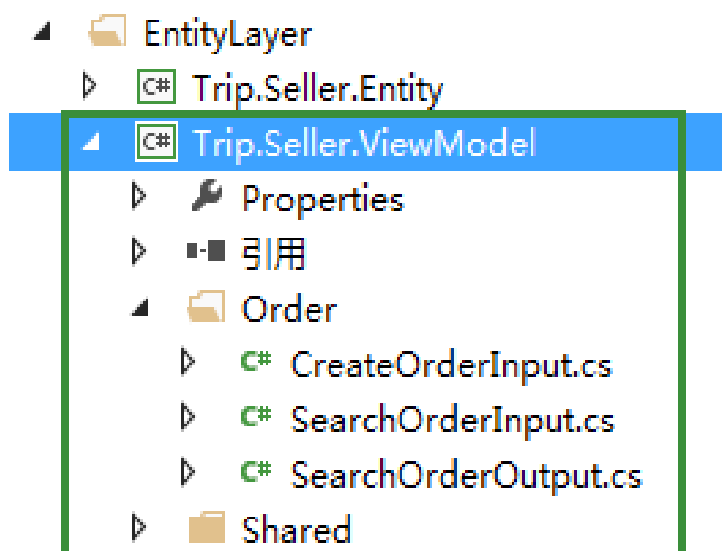 EntityLayer
C# Trip.Seller.Entity
C# Trip.Seller.ViewModel
Properties
引用
Order
C# CreateOrderInput.cs
C# SearchOrderInput.cs
C# SearchOrderOutput.cs
Shared